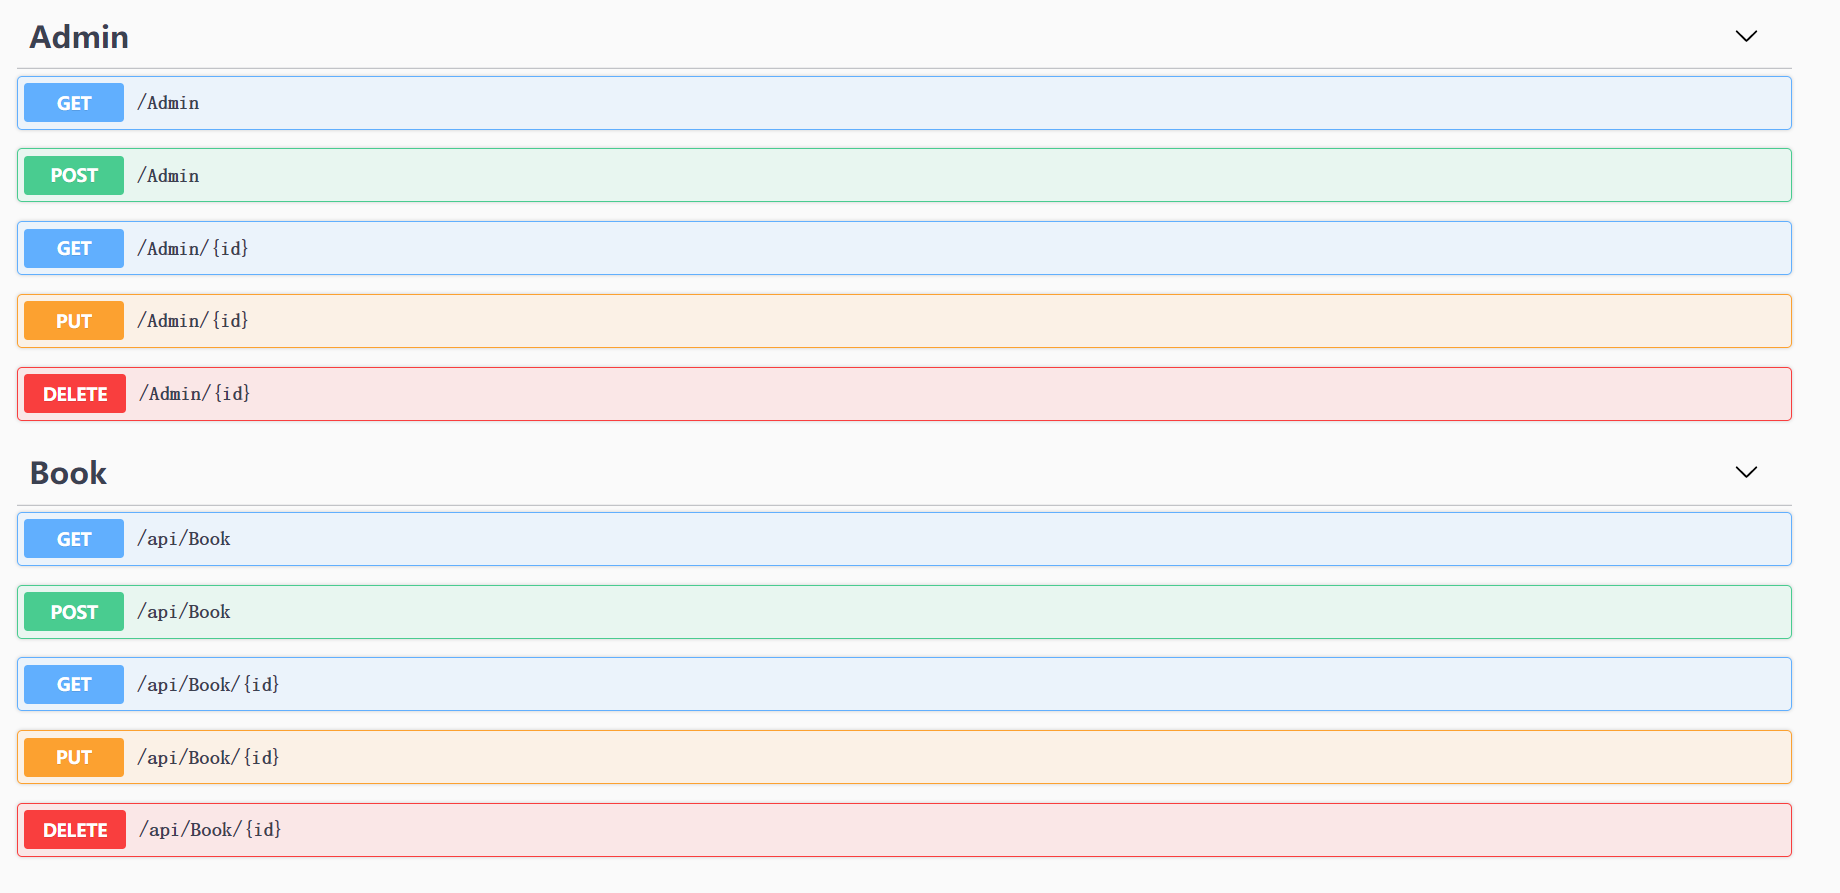 Admin
GET /Admin
POST /Admin
GET /Admin/{id}
PUT /Admin/{id}
DELETE /Admin/{id}
Book
GET /api/Book
POST /api/Book
GET /api/Book/{id}
PUT /api/Book/{id}
DELETE /api/Book/{id}